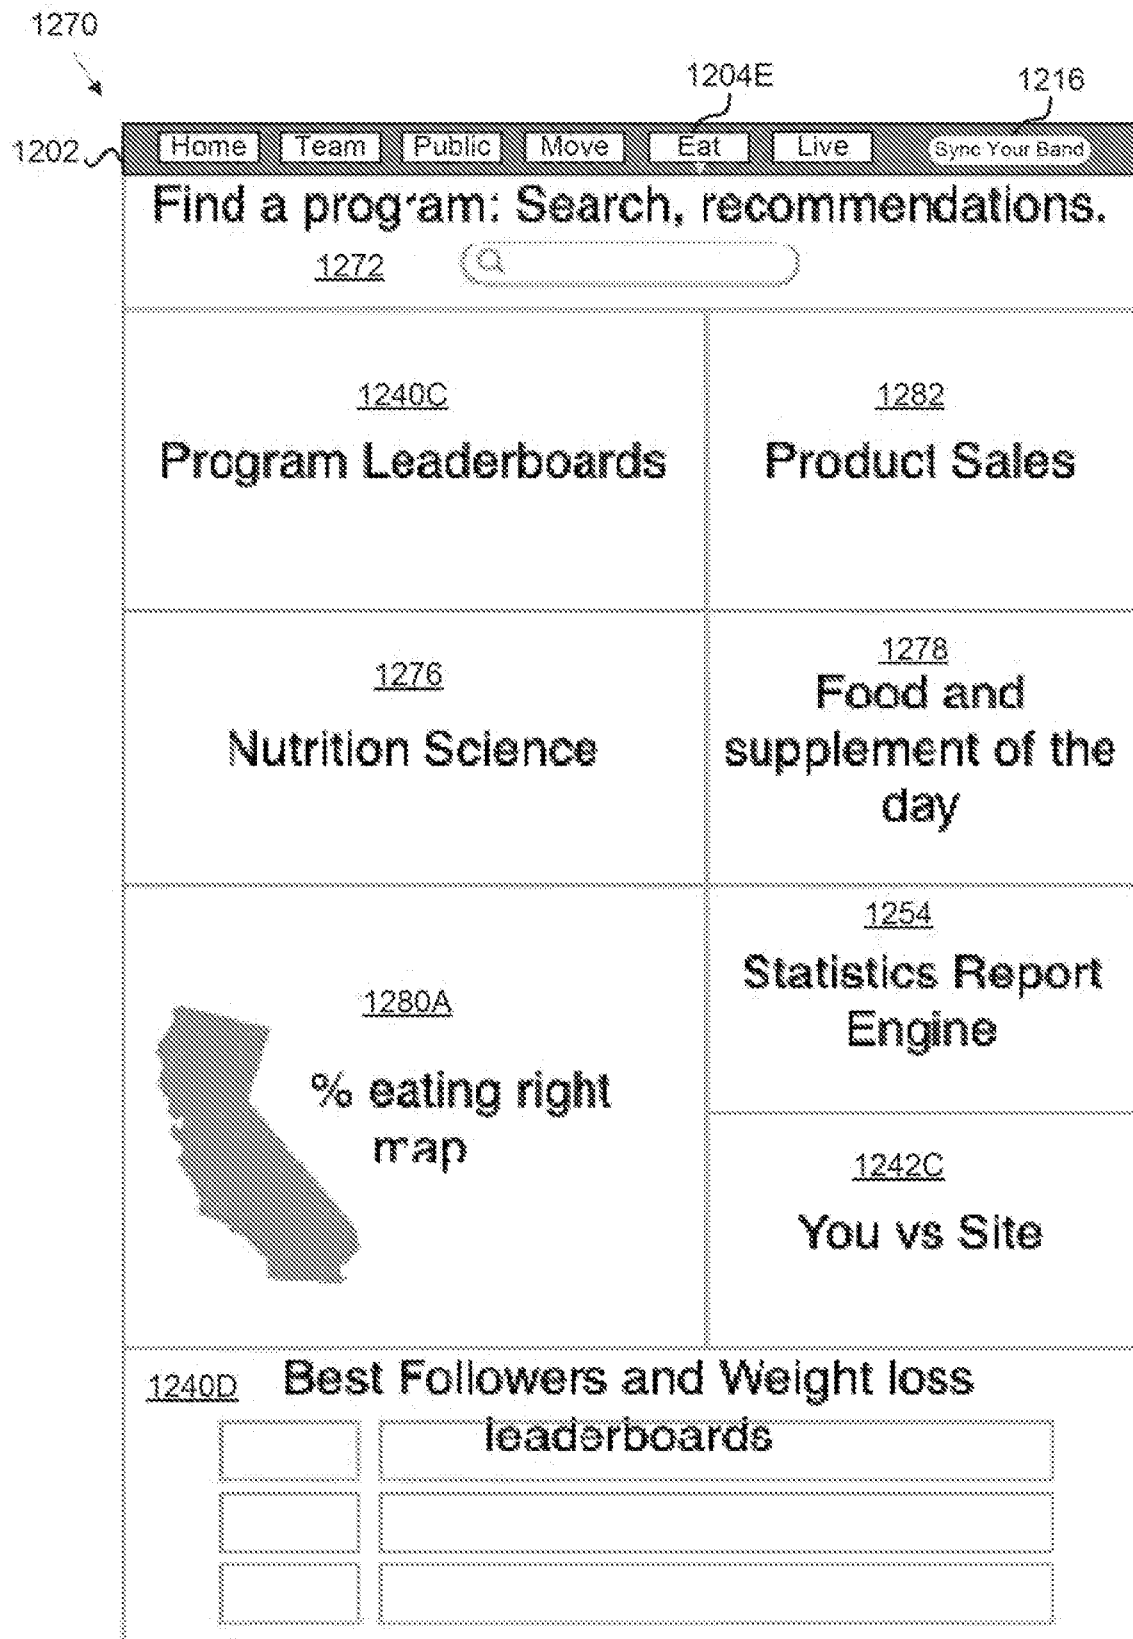 1270
1204E
1216
1202
Home Team Public Move Eat Live Sync Your Band
Find a program: Search, recommendations.
1272
1240C
Program Leaderboards
1282
Product Sales
1276
Nutrition Science
1278
Food and
supplement of the
day
1280A
% eating right
map
1254
Statistics Report
Engine
1242C
You vs Site
1240D
Best Followers and Weight loss
leaderboards